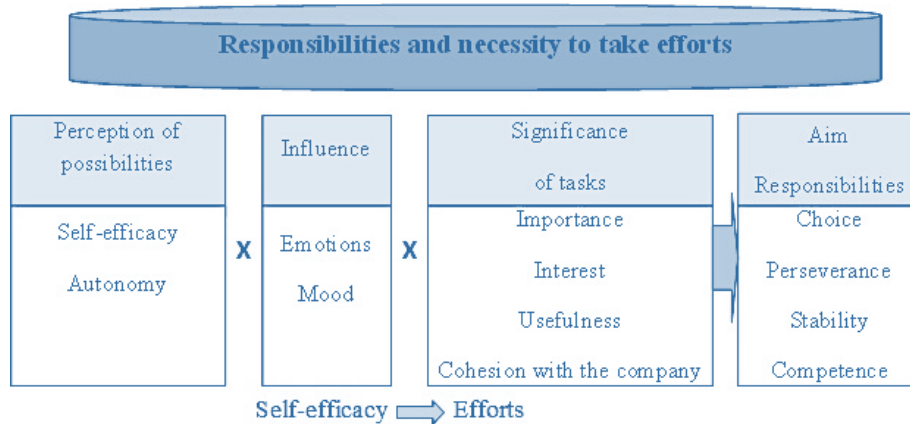 Responsibilities and necessity to take efforts
Perception of
possibilities
Self-efficacy
Autonomy
X
Influence
Emotions
Mood
X
Significance
of tasks
Importance
Interest
Usefulness
Cohesion with the company
Aim
Responsibilities
Choice
Perseverance
Stability
Competence
Self-efficacy Efforts